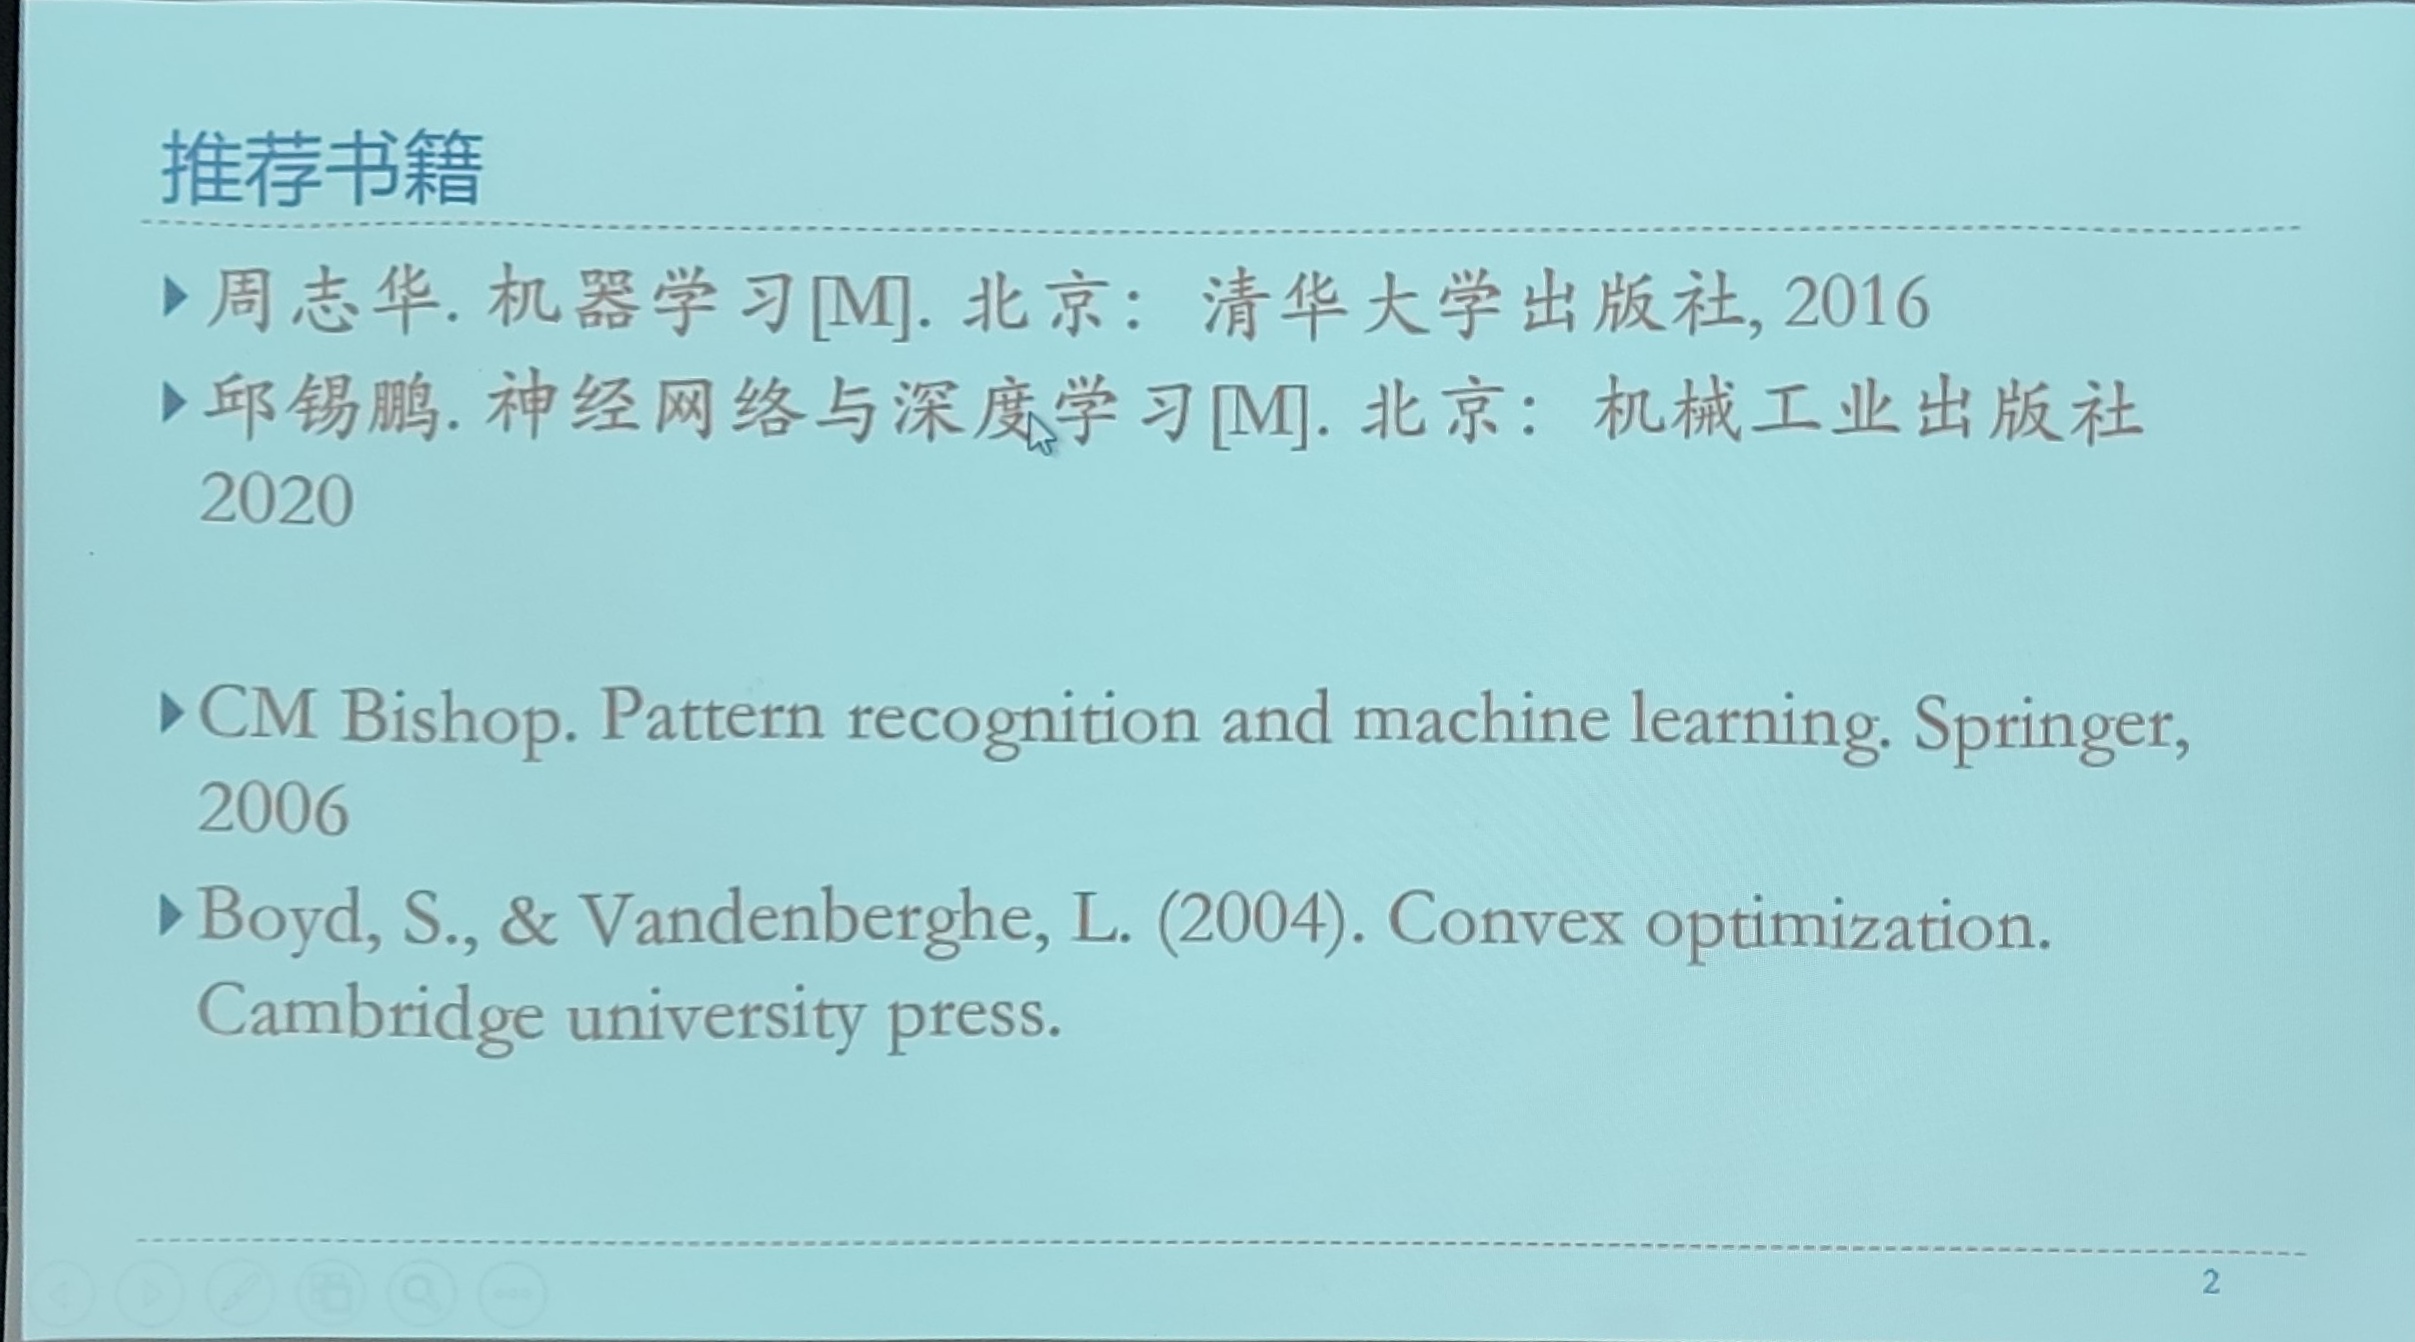 推荐书籍
周志华. 机器学习[M]. 北京：清华大学出版社, 2016
邱锡鹏. 神经网络与深度学习[M]. 北京：机械工业出版社
2020
CM Bishop. Pattern recognition and machine learning. Springer,
2006
Boyd, S., & Vandenberghe, L. (2004). Convex optimization.
Cambridge university press.
2